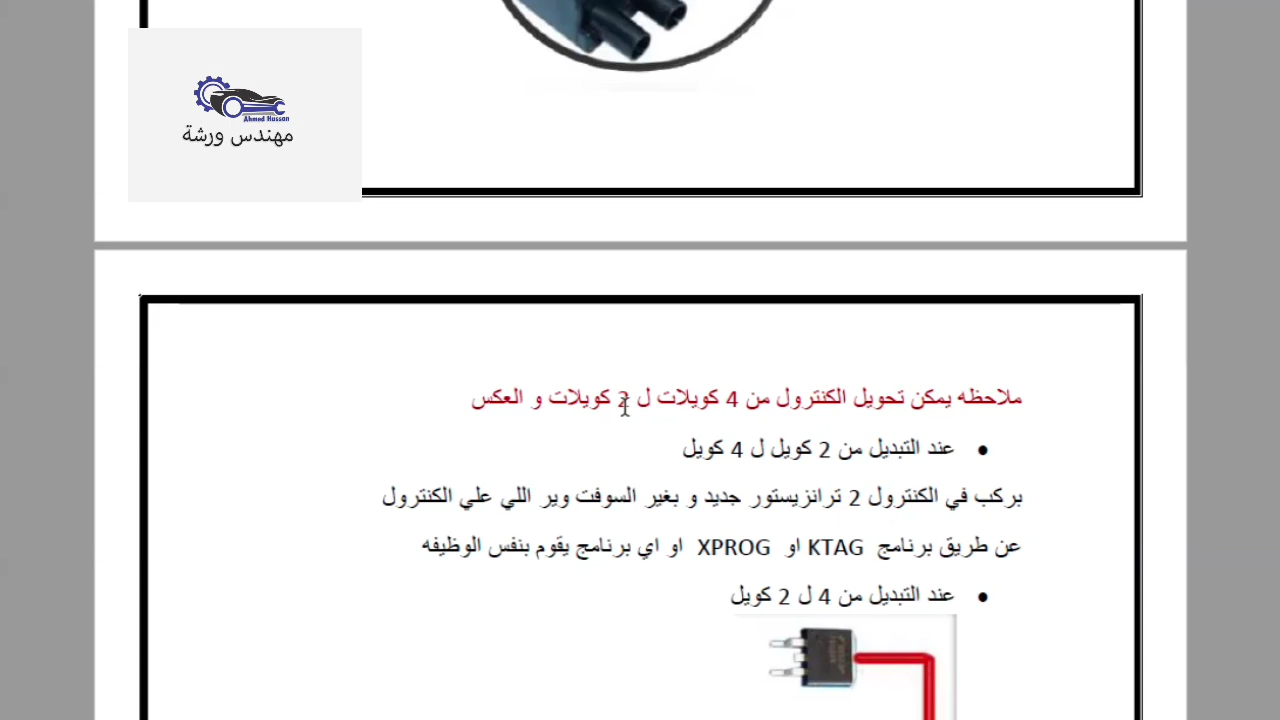 Ahmed Hassan
مهندس ورشة
ملاحظه يمكن تحويل الكنترول من 4 كويلات ل 2 كويلات و العكس
• عند التبديل من 2 كويل ل 4 كويل
بركب في الكنترول 2 ترانزيستور جديد و بغير السوفت وير اللي علي الكنترول
عن طريق برنامج KTAG او XPROG او اي برنامج يقوم بنفس الوظيفه
• عند التبديل من 4 ل 2 كويل